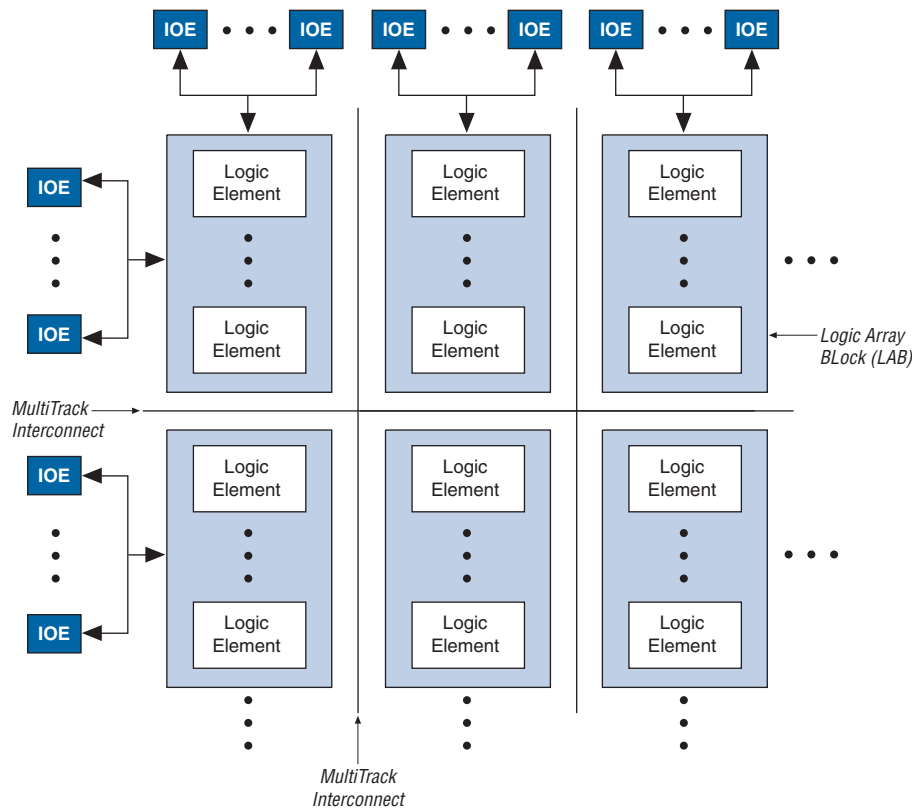 IOE IOE IOE IOE IOE IOE
Logic Element
Logic Element
Logic Element
IOE
IOE
Logic Element
Logic Element
Logic Element
Logic Array
BLock (LAB)
MultiTrack
Interconnect
Logic Element
Logic Element
Logic Element
IOE
IOE
Logic Element
Logic Element
Logic Element
MultiTrack
Interconnect